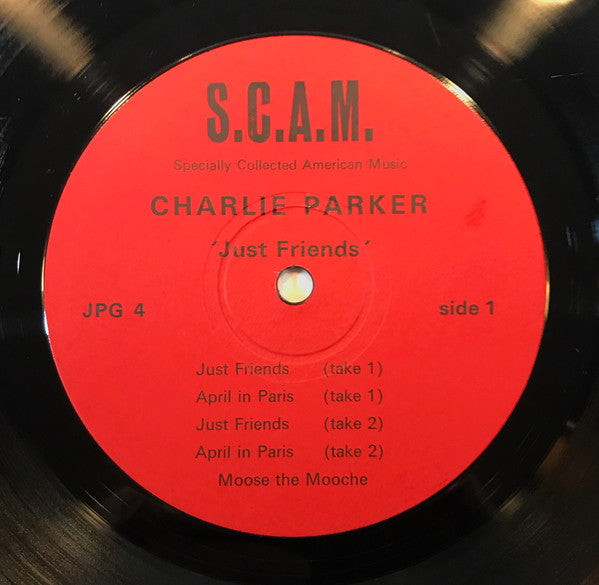 S.C.A.M.
Specially Collected American Music
CHARLIE PARKER
´Just Friends´
JPG 4 side 1
Just Friends (take 1)
April in Paris (take 1)
Just Friends (take 2)
April in Paris (take 2)
Moose the Mooche